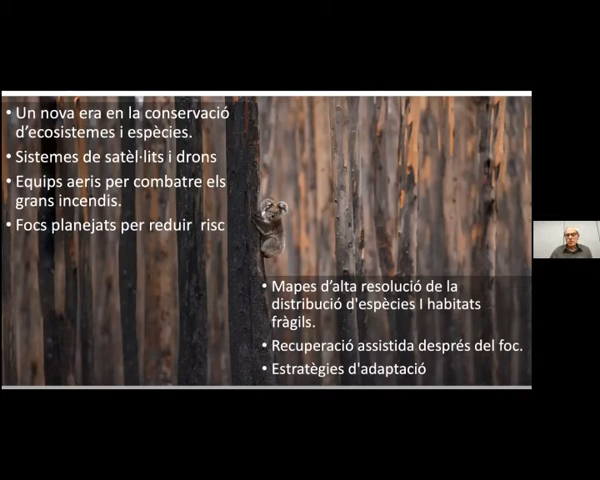 • Un nova era en la conservació
d'ecosistemes i espècies.
• Sistemes de satèl·lits i drons
• Equips aeris per combatre els
grans incendis.
• Focs planejats per reduir risc
• Mapes d'alta resolució de la
distribució d'espècies I habitats
fràgils.
• Recuperació assistida després del foc.
• Estratègies d'adaptació